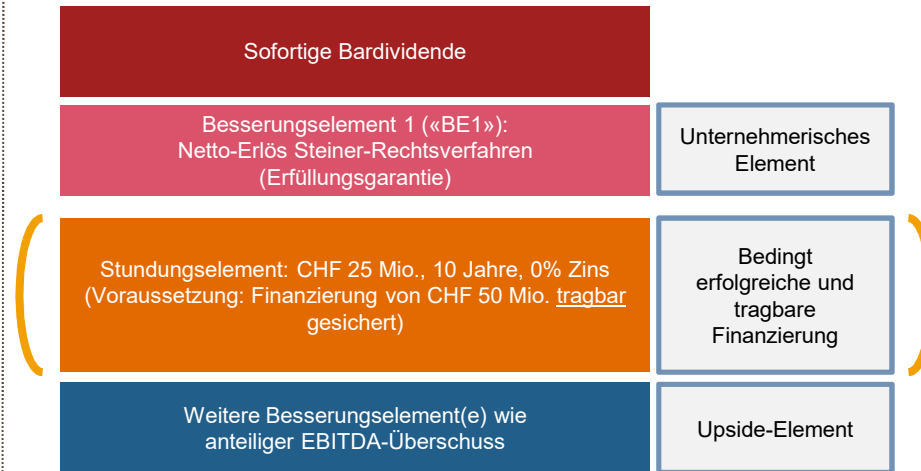 Sofortige Bardividende
Besserungselement 1 («BE1»):
Netto-Erlös Steiner-Rechtsverfahren
(Erfüllungsgarantie)
Unternehmerisches
Element
Stundungselement: CHF 25 Mio., 10 Jahre, 0% Zins
(Voraussetzung: Finanzierung von CHF 50 Mio. tragbar
gesichert)
Bedingt
erfolgreiche und
tragbare
Finanzierung
Weitere Besserungselement(e) wie
anteiliger EBITDA-Überschuss
Upside-Element